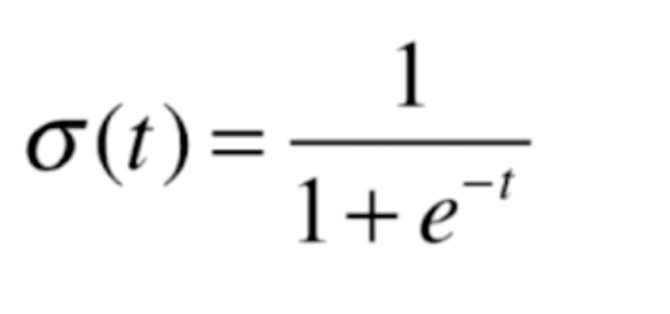 σ(t) = 1 / (1 + e^{-t})